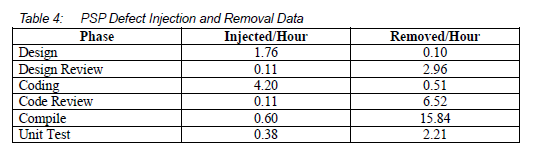 Table 4: PSP Defect Injection and Removal Data
Phase Injected/Hour Removed/Hour
Design 1.76 0.10
Design Review 0.11 2.96
Coding 4.20 0.51
Code Review 0.11 6.52
Compile 0.60 15.84
Unit Test 0.38 2.21